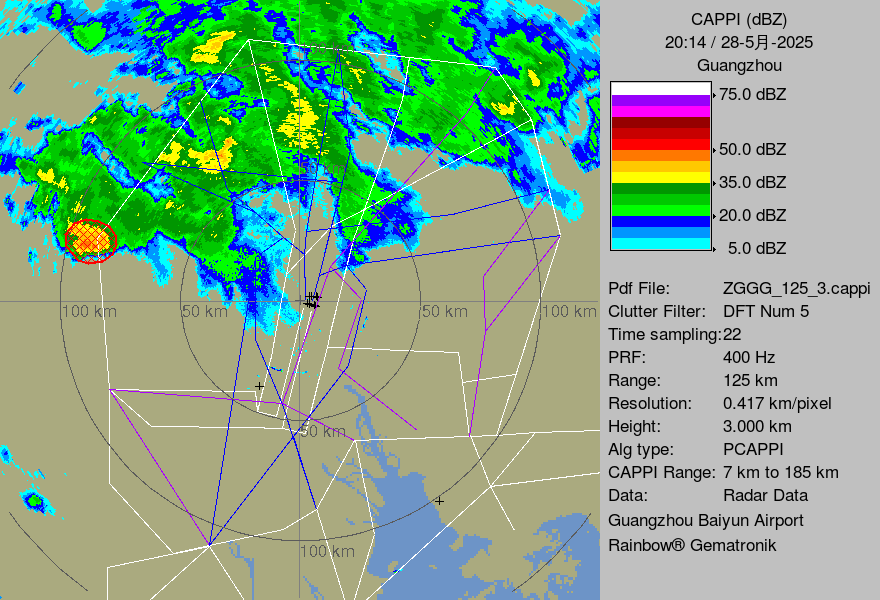 CAPPI (dBZ)
20:14 / 28-5月-2025
Guangzhou
75.0 dBZ
50.0 dBZ
35.0 dBZ
20.0 dBZ
5.0 dBZ
Pdf File: ZGGG_125_3.cappi
Clutter Filter: DFT Num 5
Time sampling:22
PRF: 400 Hz
Range: 125 km
Resolution: 0.417 km/pixel
Height: 3.000 km
Alg type: PCAPPI
CAPPI Range: 7 km to 185 km
Data: Radar Data
Guangzhou Baiyun Airport
Rainbow® Gematronik
100 km
50 km
50 km
100 km
50 km
100 km